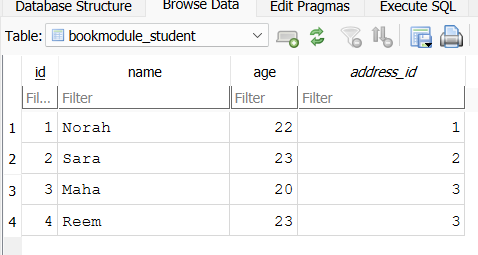 Database Structure Browse Data Edit Pragmas Execute SQL
Table: bookmodule_student
id name age address_id
Fil... Filter Filter Filter
1 1 Norah 22 1
2 2 Sara 23 2
3 3 Maha 20 3
4 4 Reem 23 3